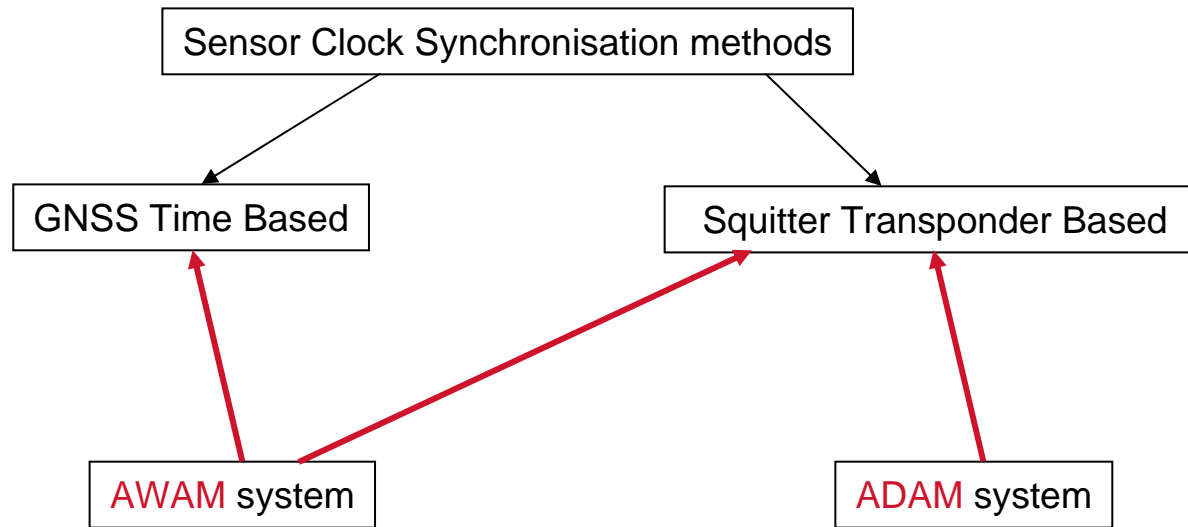 Sensor Clock Synchronisation methods
GNSS Time Based
Squitter Transponder Based
AWAM system
ADAM system